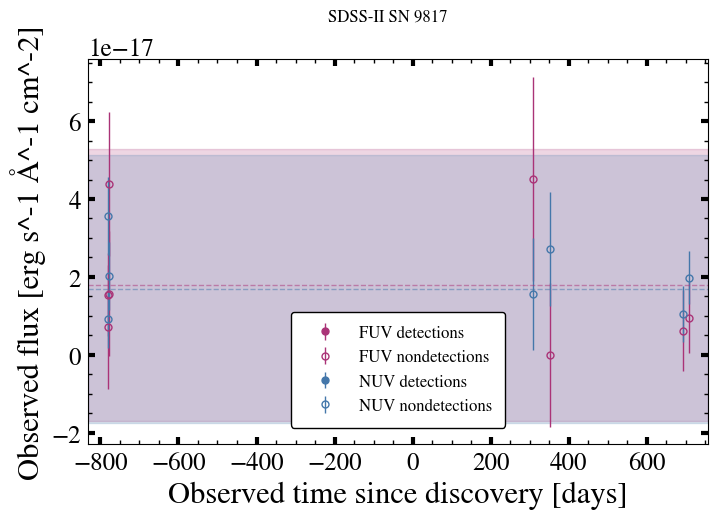 SDSS-II SN 9817
1e−17
Observed flux [erg s^-1 Å^-1 cm^-2]
6
4
2
0
−2
FUV detections
FUV nondetections
NUV detections
NUV nondetections
−800 −600 −400 −200 0 200 400 600
Observed time since discovery [days]